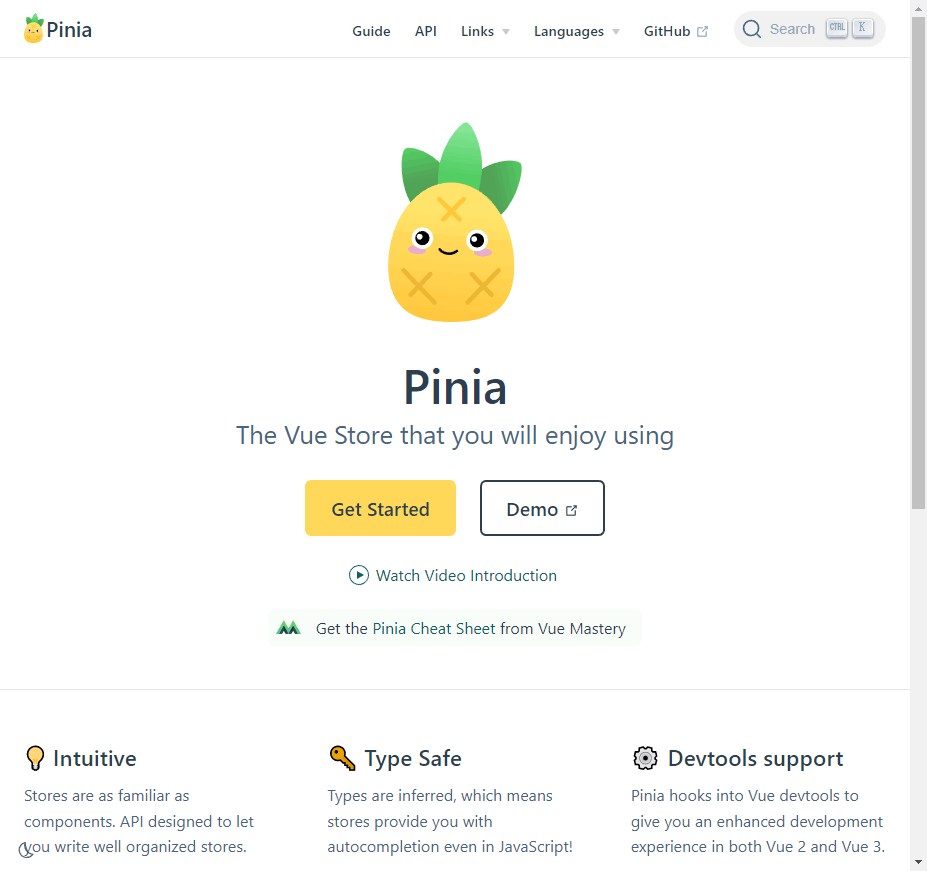 Pinia
Guide API Links Languages GitHub Search CTRL K
Pinia
The Vue Store that you will enjoy using
Get Started Demo
Watch Video Introduction
Get the Pinia Cheat Sheet from Vue Mastery
Intuitive
Stores are as familiar as
components. API designed to let
you write well organized stores.
Type Safe
Types are inferred, which means
stores provide you with
autocompletion even in JavaScript!
Devtools support
Pinia hooks into Vue devtools to
give you an enhanced development
experience in both Vue 2 and Vue 3.